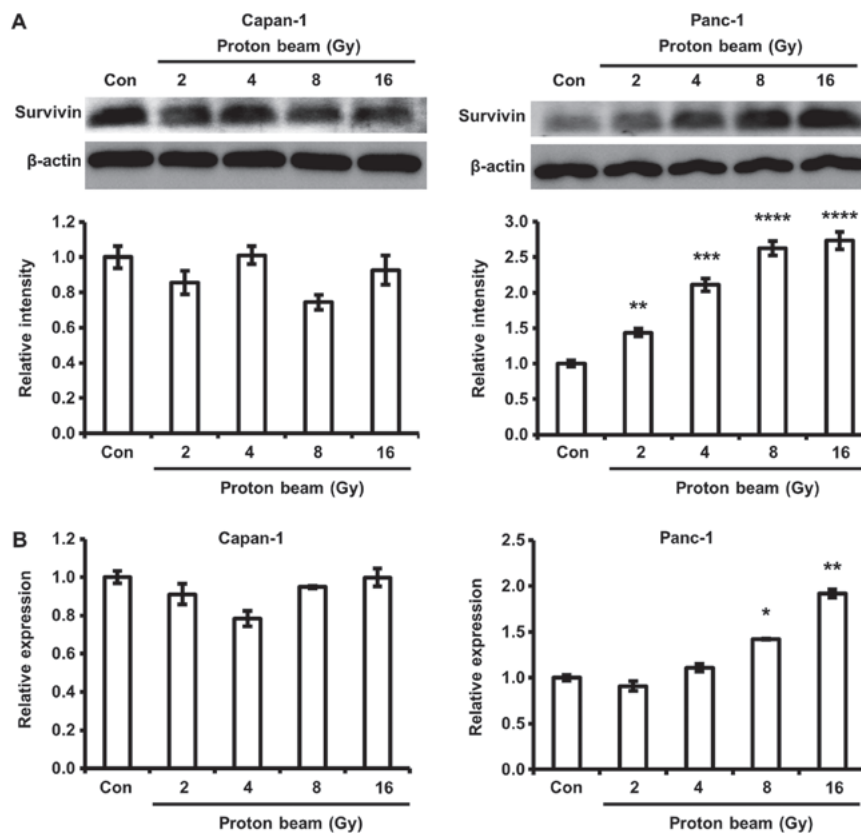 A
Capan-1
Proton beam (Gy)
Con 2 4 8 16
Survivin
β-actin
1.2
1.0
0.8
0.6
0.4
0.2
0.0
Relative intensity
Con 2 4 8 16
Proton beam (Gy)
Panc-1
Proton beam (Gy)
Con 2 4 8 16
Survivin
β-actin
3.0
2.5
2.0
1.5
1.0
0.5
0.0
Relative intensity
** *** **** ****
Con 2 4 8 16
Proton beam (Gy)
B
Capan-1
1.2
1.0
0.8
0.6
0.4
0.2
0.0
Relative expression
Con 2 4 8 16
Proton beam (Gy)
Panc-1
2.5
2.0
1.5
1.0
0.5
0.0
Relative expression
* **
Con 2 4 8 16
Proton beam (Gy)